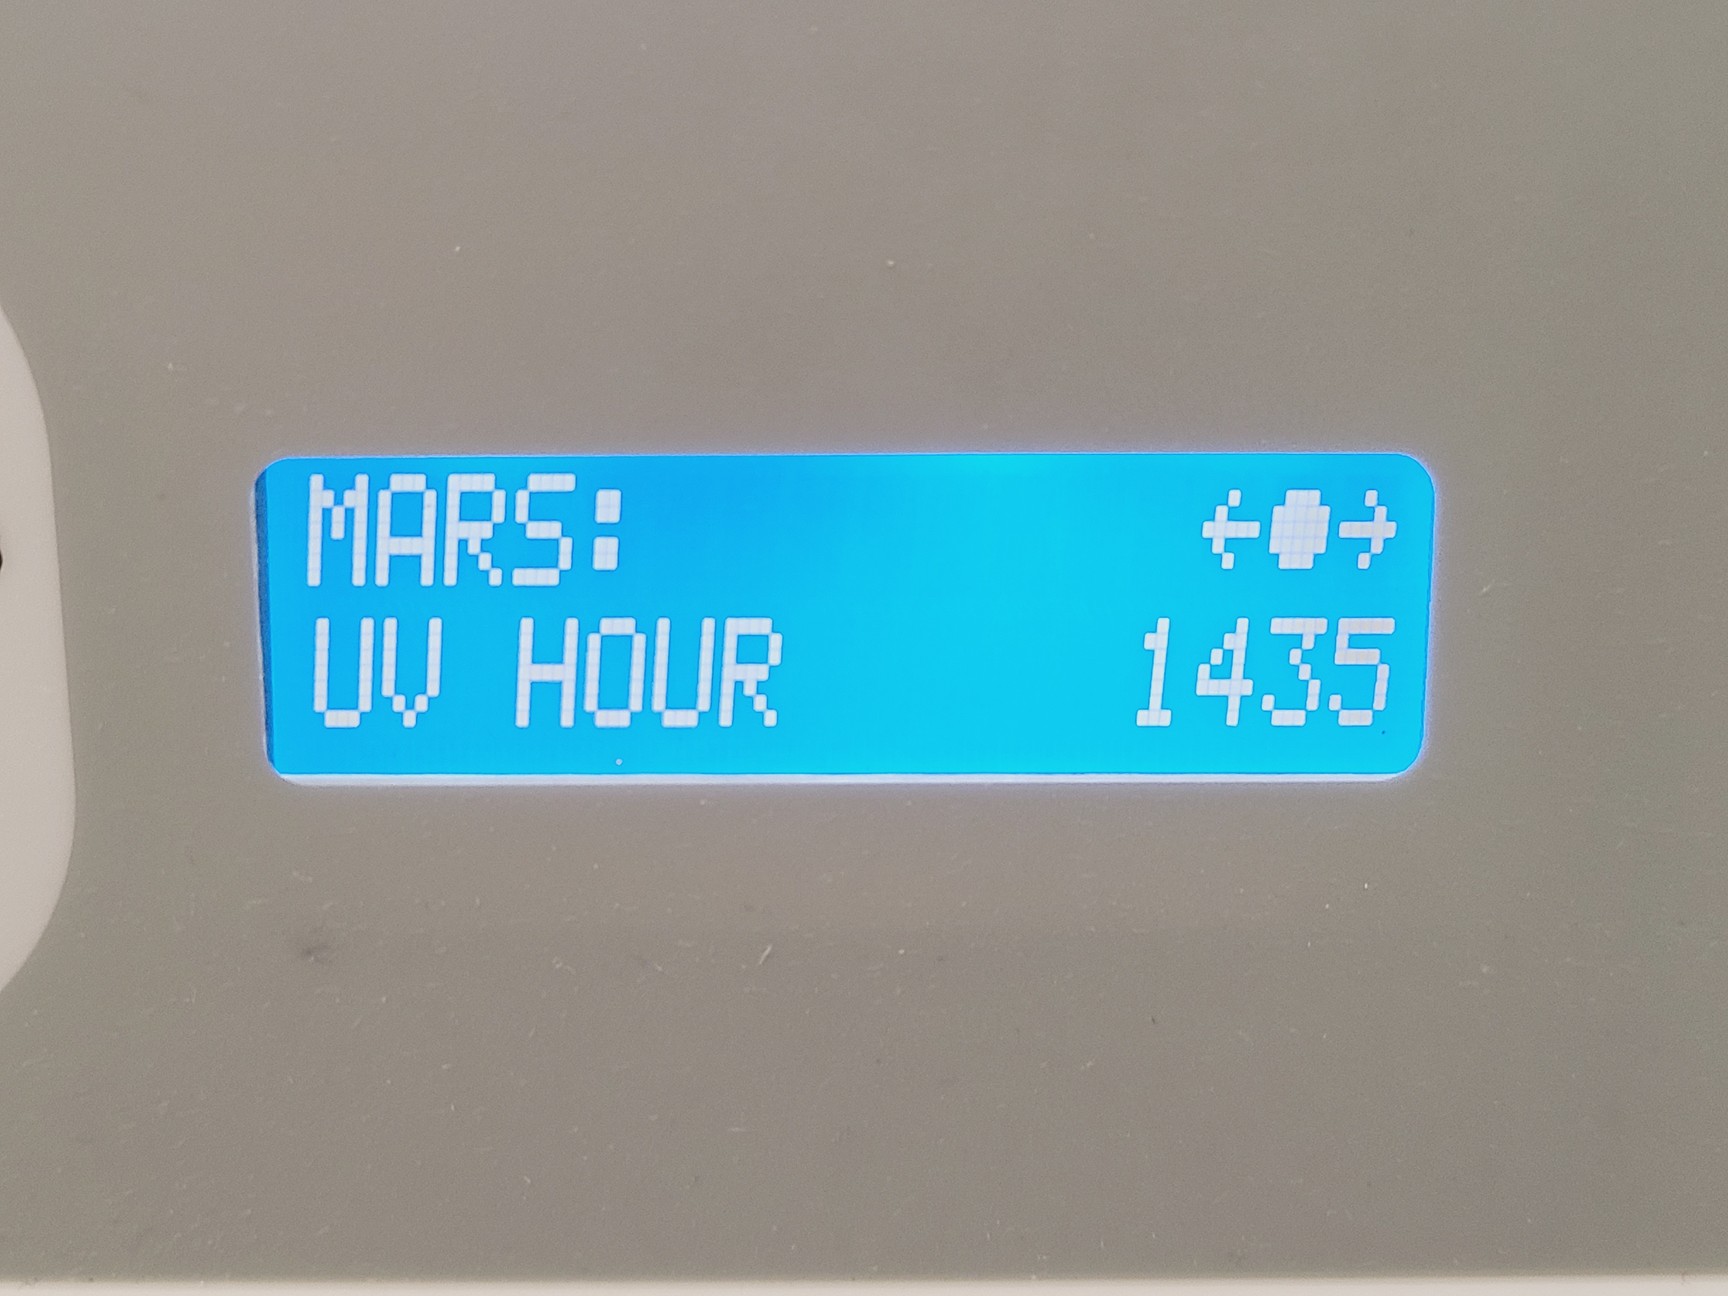 MARS: ←●→
UV HOUR 1435